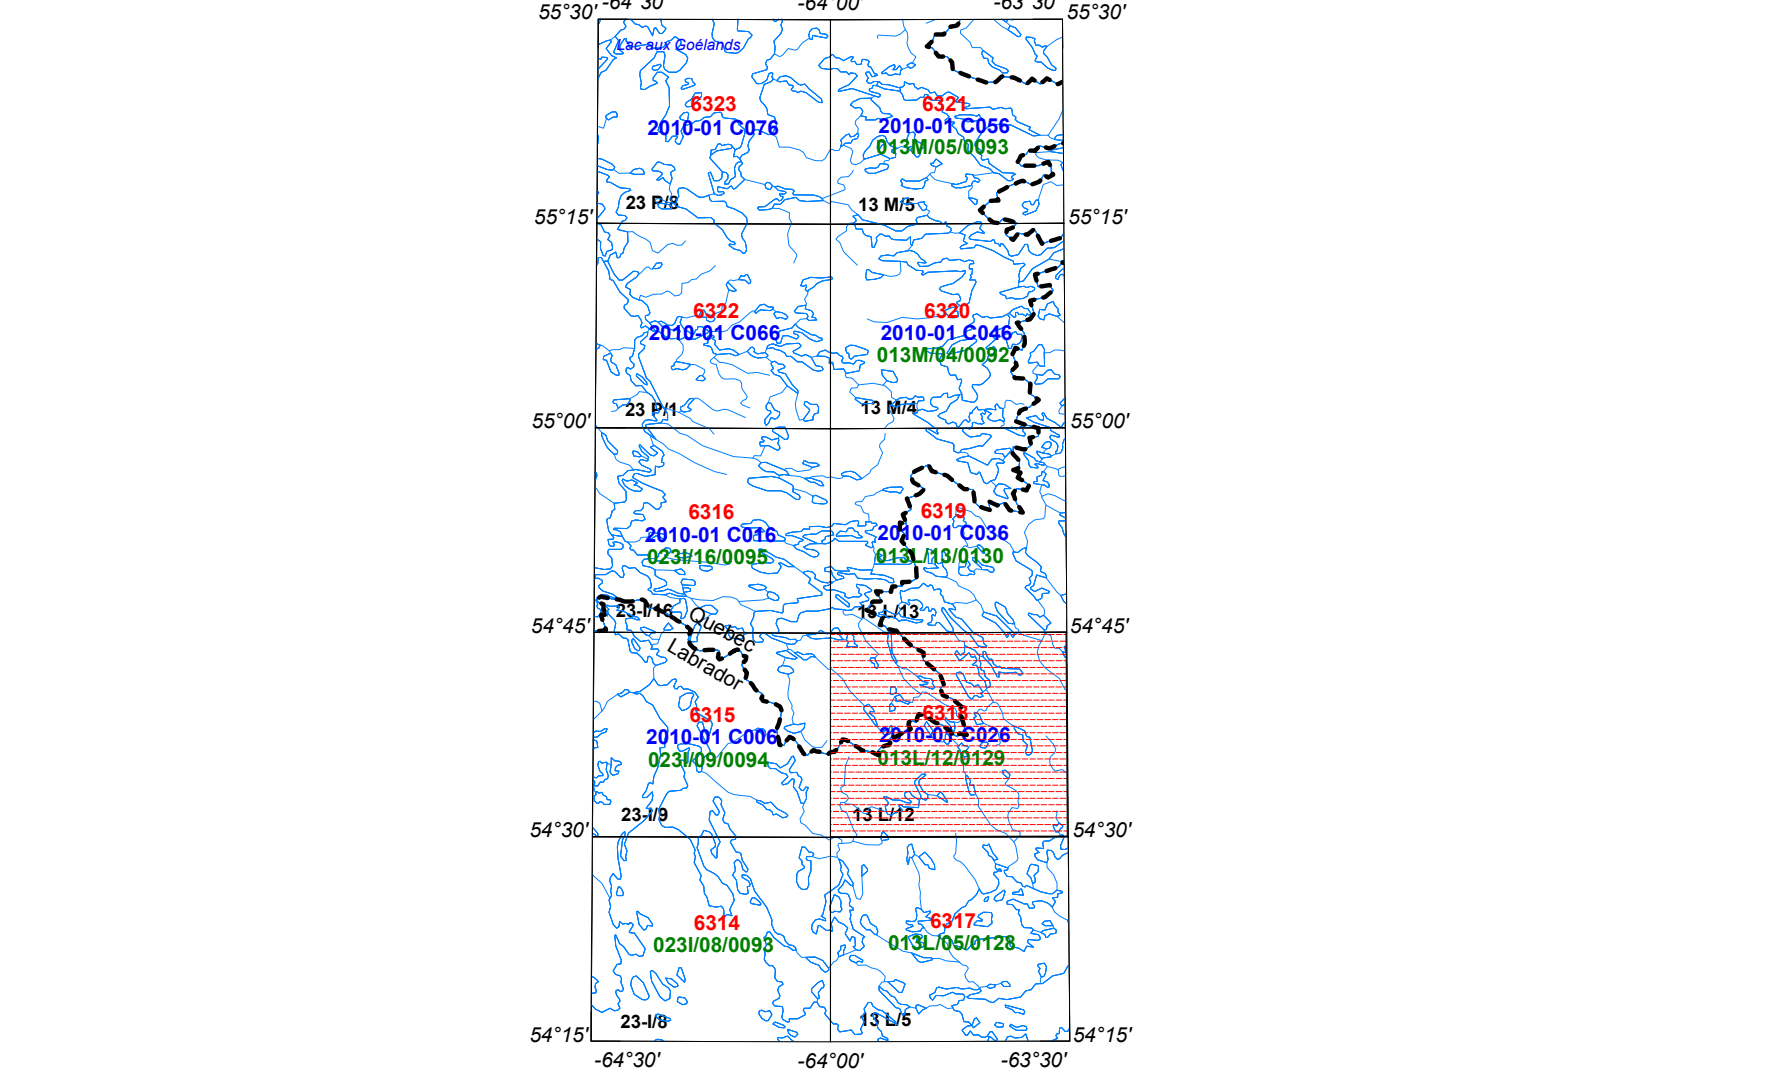 -64°30' -64°00' -63°30'
55°30' 55°30'
Lac aux Goélands
6323 6321
2010-01 C076 2010-01 C056
013M/05/0093
23 P/8 13 M/5
55°15' 55°15'
6322 6320
2010-01 C066 2010-01 C046
013M/04/0092
23 P/1 13 M/4
55°00' 55°00'
6316 6319
2010-01 C016 2010-01 C036
023I/16/0095 013L/13/0130
23-I/16 13 L/13
Quebec
54°45' 54°45'
Labrador
6315 6318
2010-01 C006 2010-01 C026
023I/09/0094 013L/12/0129
23-I/9 13 L/12
54°30' 54°30'
6314 6317
023I/08/0093 013L/05/0128
23-I/8 13 L/5
54°15' 54°15'
-64°30' -64°00' -63°30'